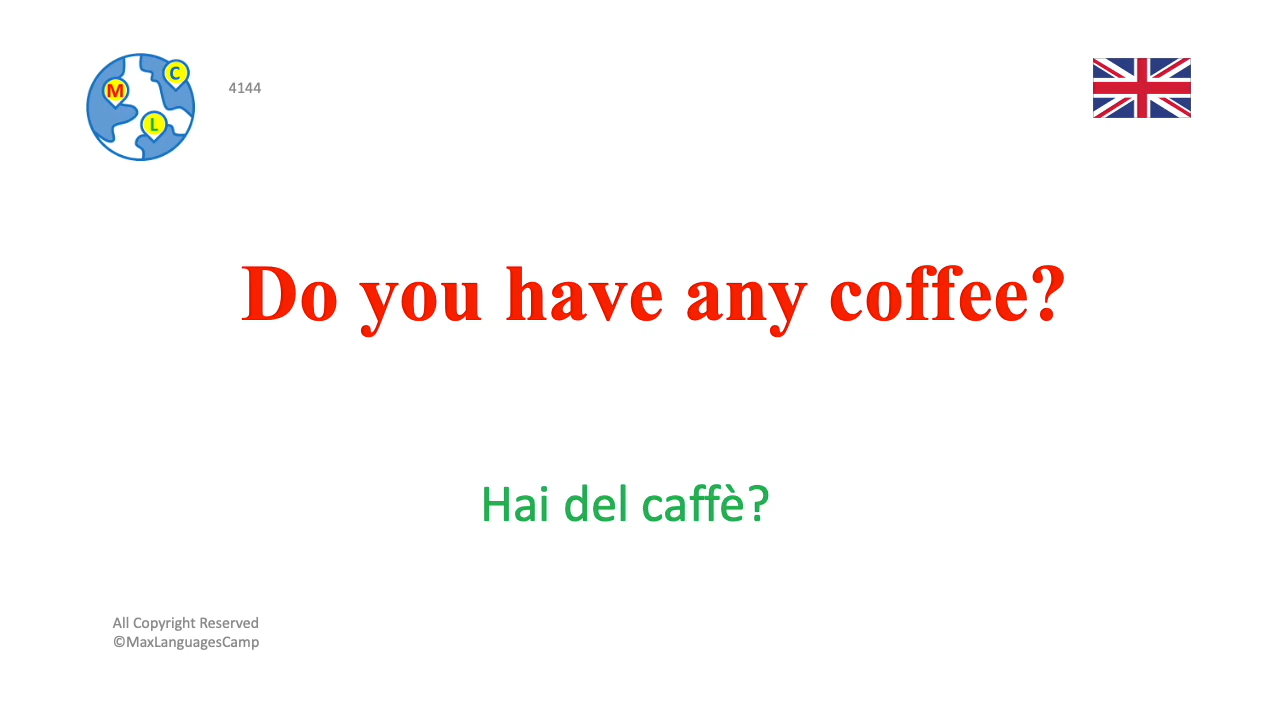 M
C
L
4144
Do you have any coffee?
Hai del caffè?
All Copyright Reserved
©MaxLanguagesCamp